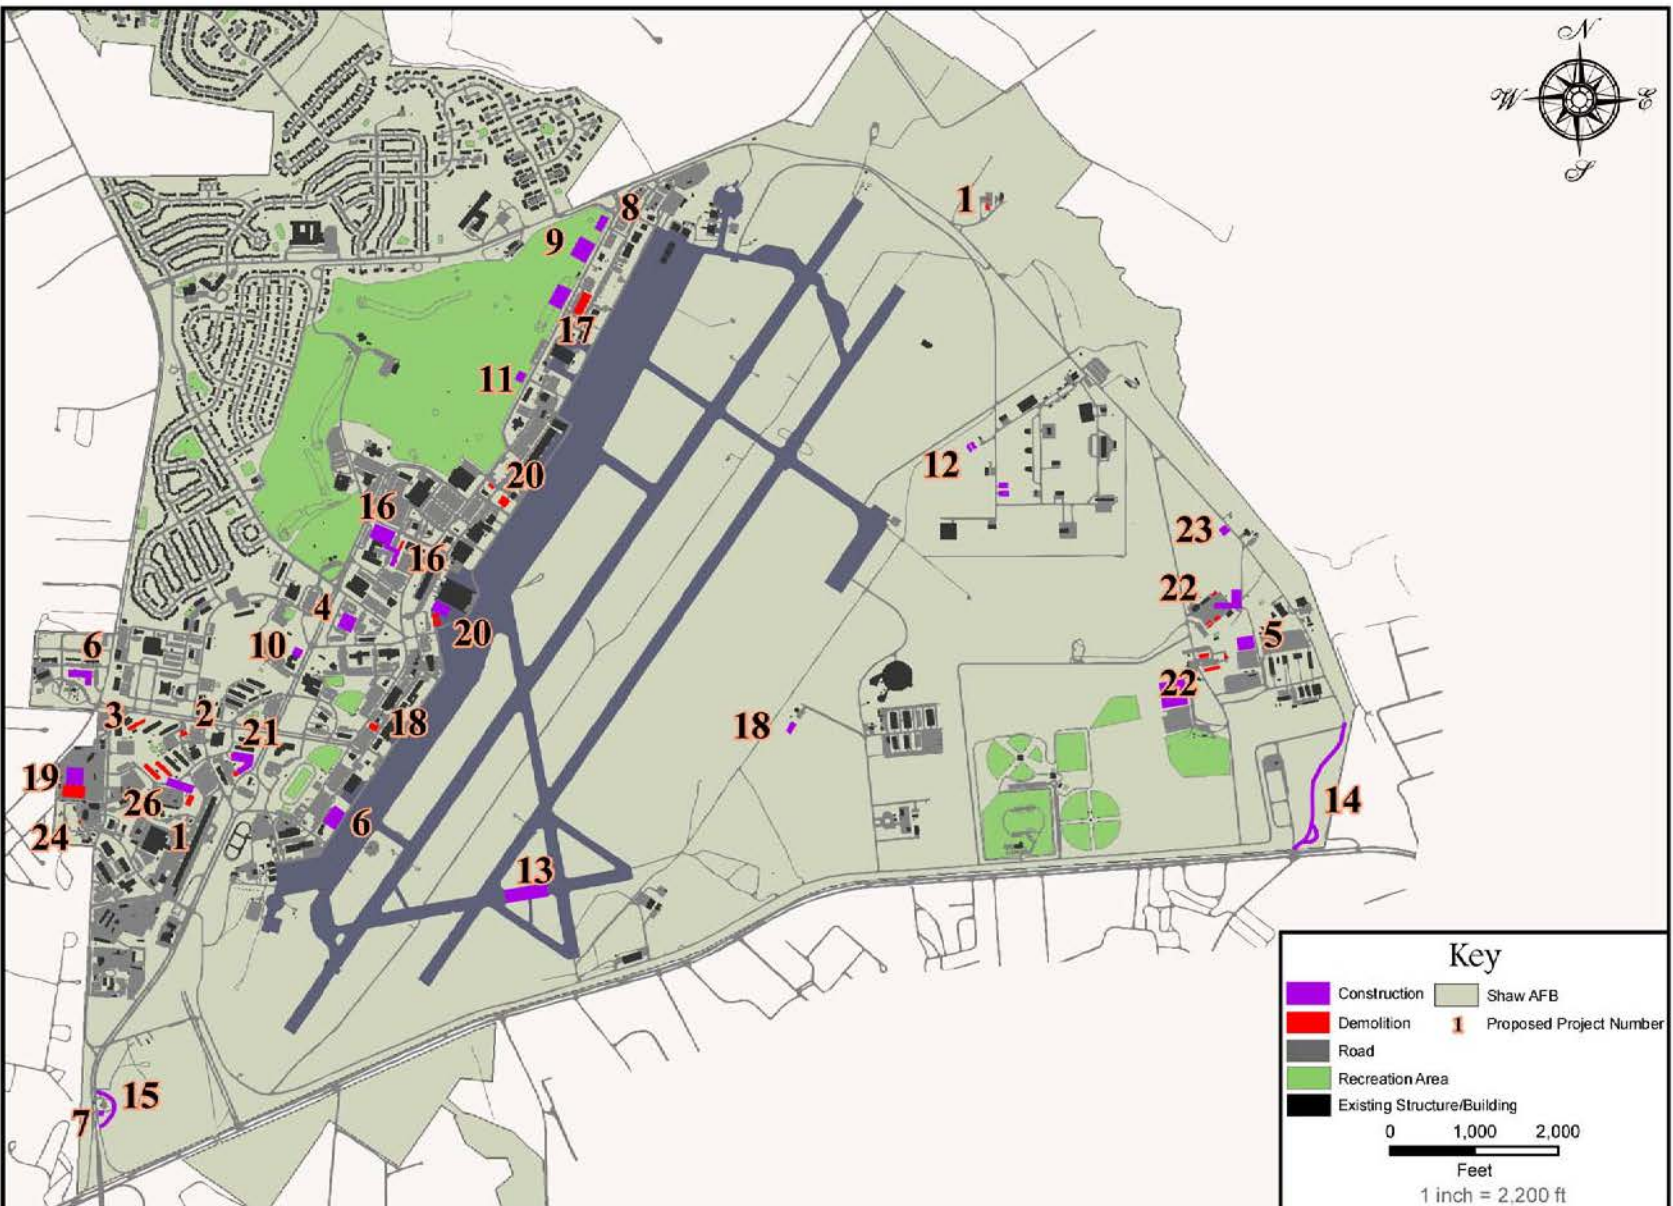 N
W E
S
1
8
9
17
11
20
12
16
23
16
22
4
20
5
10
6
22
3
2
18
18
21
19
14
26
24
1
6
13
15
7
Key
Construction
Shaw AFB
Demolition
1 Proposed Project Number
Road
Recreation Area
Existing Structure/Building
0 1,000 2,000
Feet
1 inch = 2,200 ft